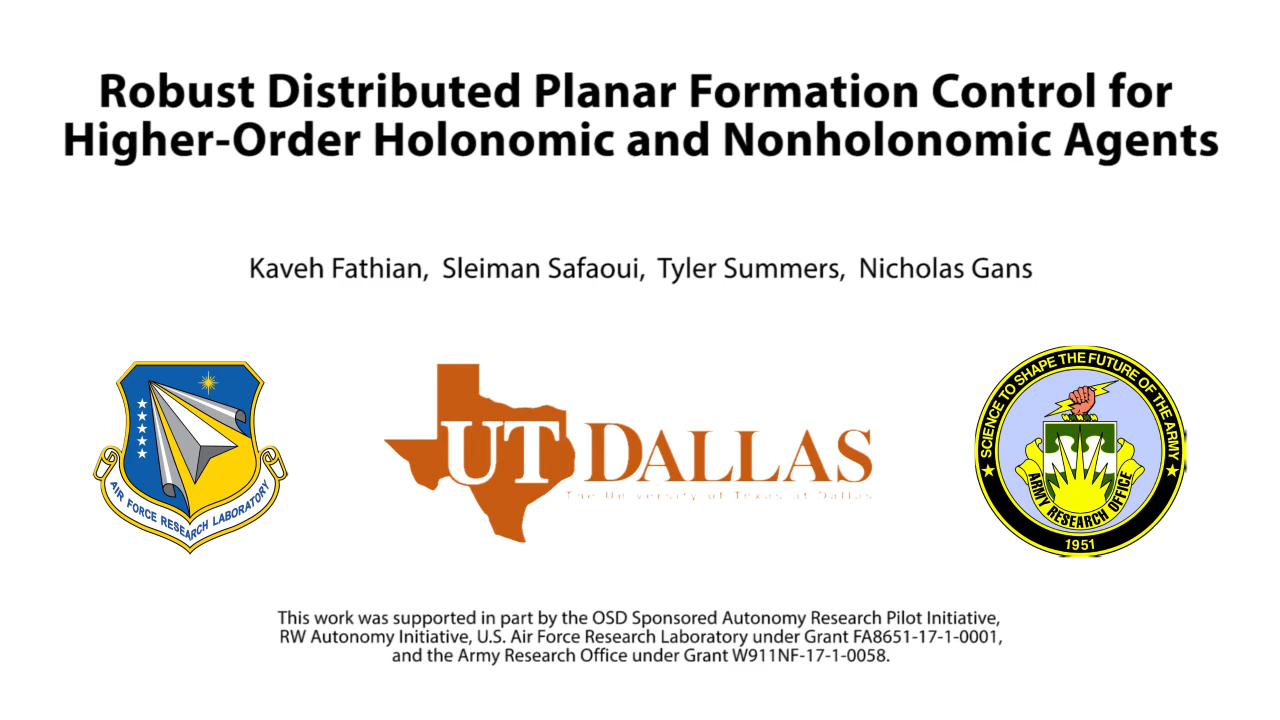 Robust Distributed Planar Formation Control for
Higher-Order Holonomic and Nonholonomic Agents
Kaveh Fathian, Sleiman Safaoui, Tyler Summers, Nicholas Gans
AIR FORCE RESEARCH LABORATORY
UT DALLAS
The University of Texas at Dallas
SCIENCE TO SHAPE THE FUTURE OF THE ARMY
ARMY RESEARCH OFFICE
1951
This work was supported in part by the OSD Sponsored Autonomy Research Pilot Initiative,
RW Autonomy Initiative, U.S. Air Force Research Laboratory under Grant FA8651-17-1-0001,
and the Army Research Office under Grant W911NF-17-1-0058.